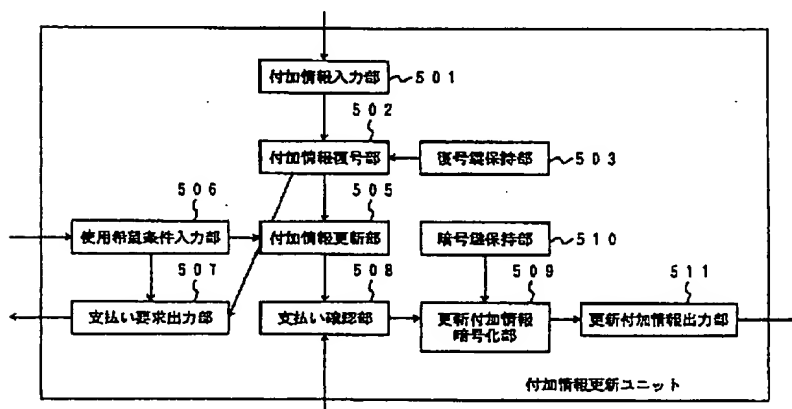 付加情報入力部
501
502
付加情報復号部
復号鍵保持部
503
506
505
使用希望条件入力部
付加情報更新部
暗号鍵保持部
510
507
508
509
511
支払い要求出力部
支払い確認部
更新付加情報
暗号化部
更新付加情報出力部
付加情報更新ユニット